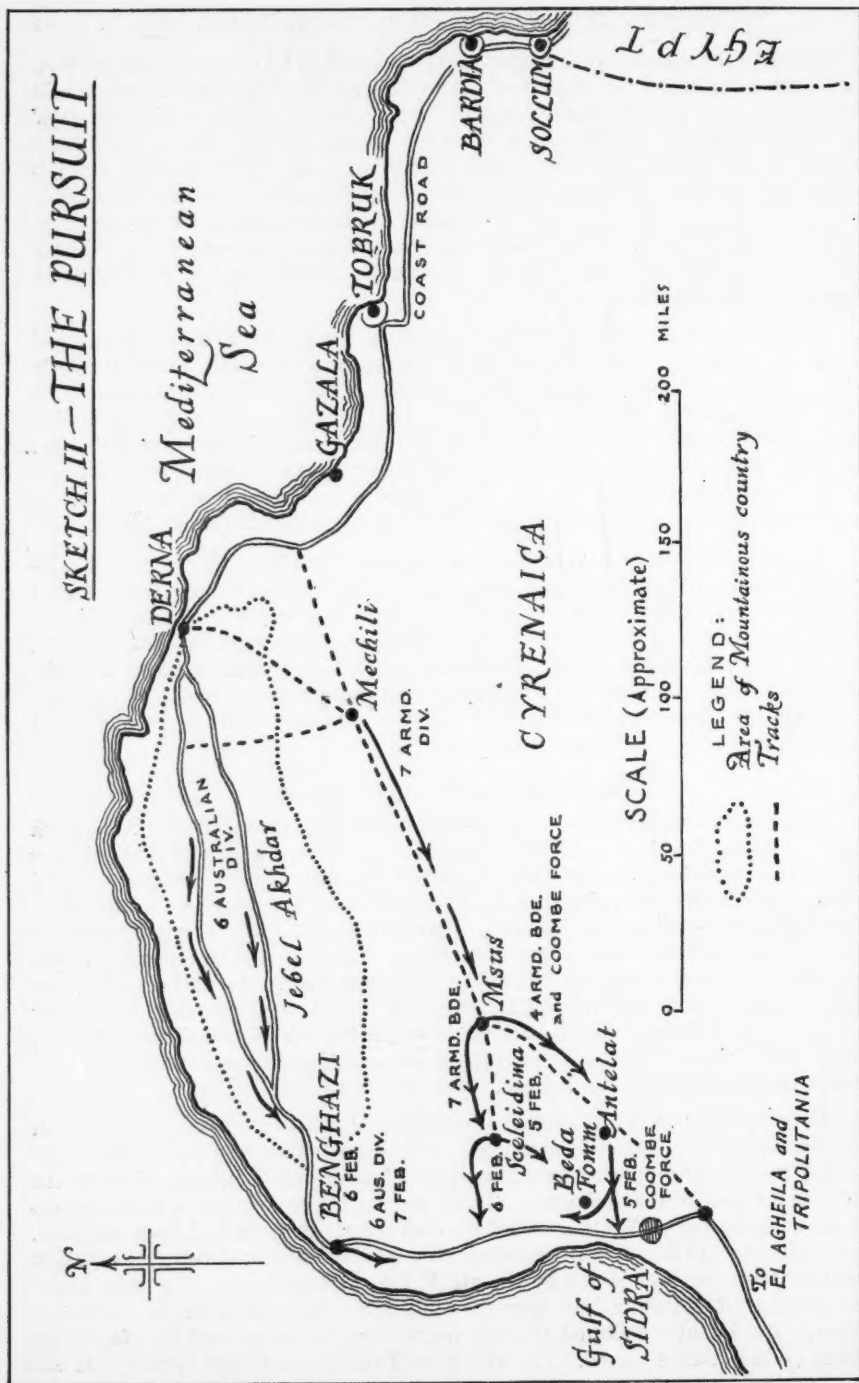 SKETCH II – THE PURSUIT
Mediterranean
Sea
DERNA
GAZALA
TOBRUK
COAST ROAD
BARDIA
SOLLUM
EGYPT
N
BENGHAZI
6 FEB.
6 AUS. DIV.
7 FEB.
6 AUSTRALIAN
DIV.
Jebel Akhdar
Mechili
7 ARMD.
DIV.
CYRENAICA
Msus
7 ARMD. BDE.
4 ARMD. BDE.
and COOMBE FORCE
Sceleidima
5 FEB.
6 FEB.
Antelat
Beda
Fomm
5 FEB.
COOMBE
FORCE
Gulf of
SIDRA
To
EL AGHEILA and
TRIPOLITANIA
SCALE (Approximate)
0 50 100 150 200 MILES
LEGEND:
Area of Mountainous country
Tracks